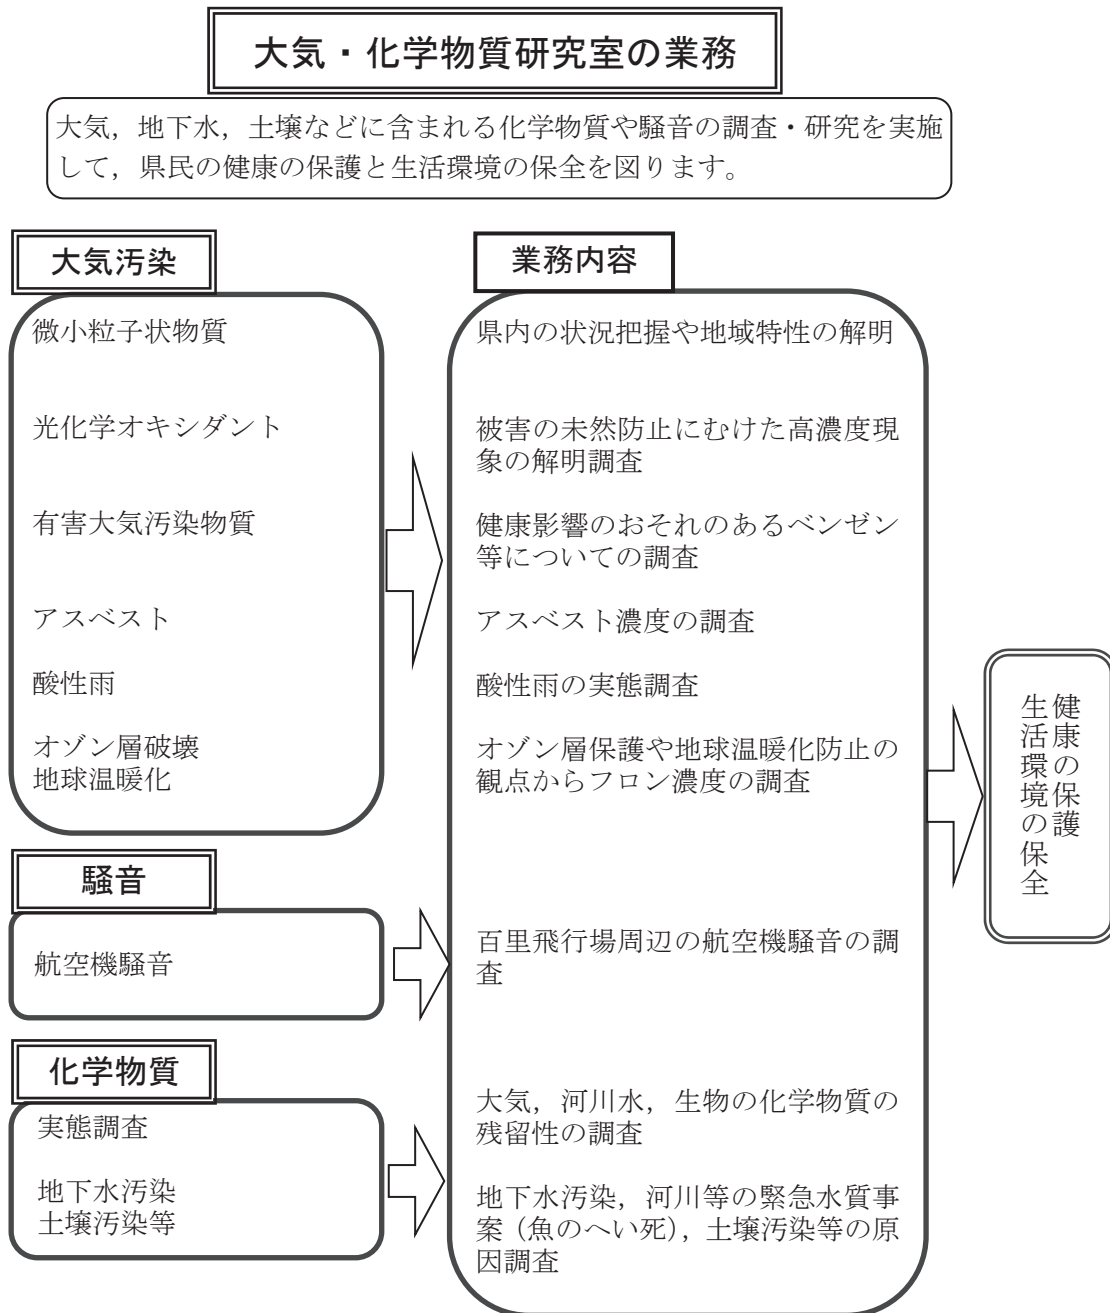 大気・化学物質研究室の業務
大気，地下水，土壌などに含まれる化学物質や騒音の調査・研究を実施
して，県民の健康の保護と生活環境の保全を図ります。
大気汚染
微小粒子状物質
光化学オキシダント
有害大気汚染物質
アスベスト
酸性雨
オゾン層破壊
地球温暖化
騒音
航空機騒音
化学物質
実態調査
地下水汚染
土壌汚染等
業務内容
県内の状況把握や地域特性の解明
被害の未然防止にむけた高濃度現
象の解明調査
健康影響のおそれのあるベンゼン
等についての調査
アスベスト濃度の調査
酸性雨の実態調査
オゾン層保護や地球温暖化防止の
観点からフロン濃度の調査
百里飛行場周辺の航空機騒音の調
査
大気，河川水，生物の化学物質の
残留性の調査
地下水汚染，河川等の緊急水質事
案（魚のへい死），土壌汚染等の原
因調査
健康の保護
生活環境の保全